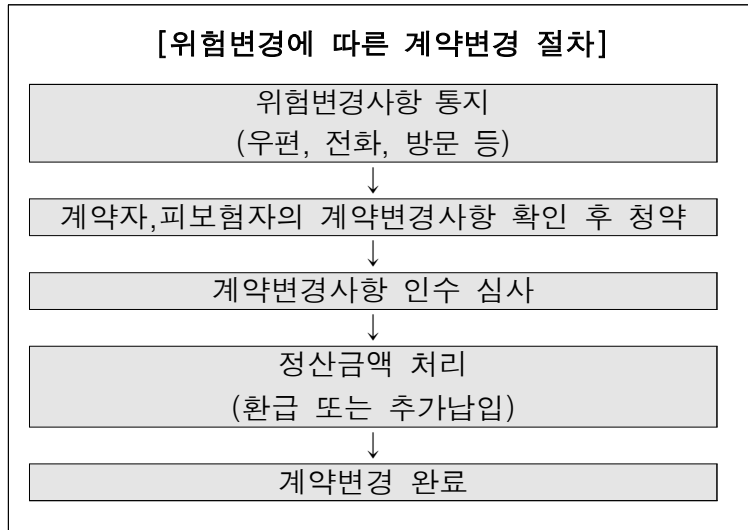 [위험변경에 따른 계약변경 절차]
위험변경사항 통지
(우편, 전화, 방문 등)
↓
계약자,피보험자의 계약변경사항 확인 후 청약
↓
계약변경사항 인수 심사
↓
정산금액 처리
(환급 또는 추가납입)
↓
계약변경 완료